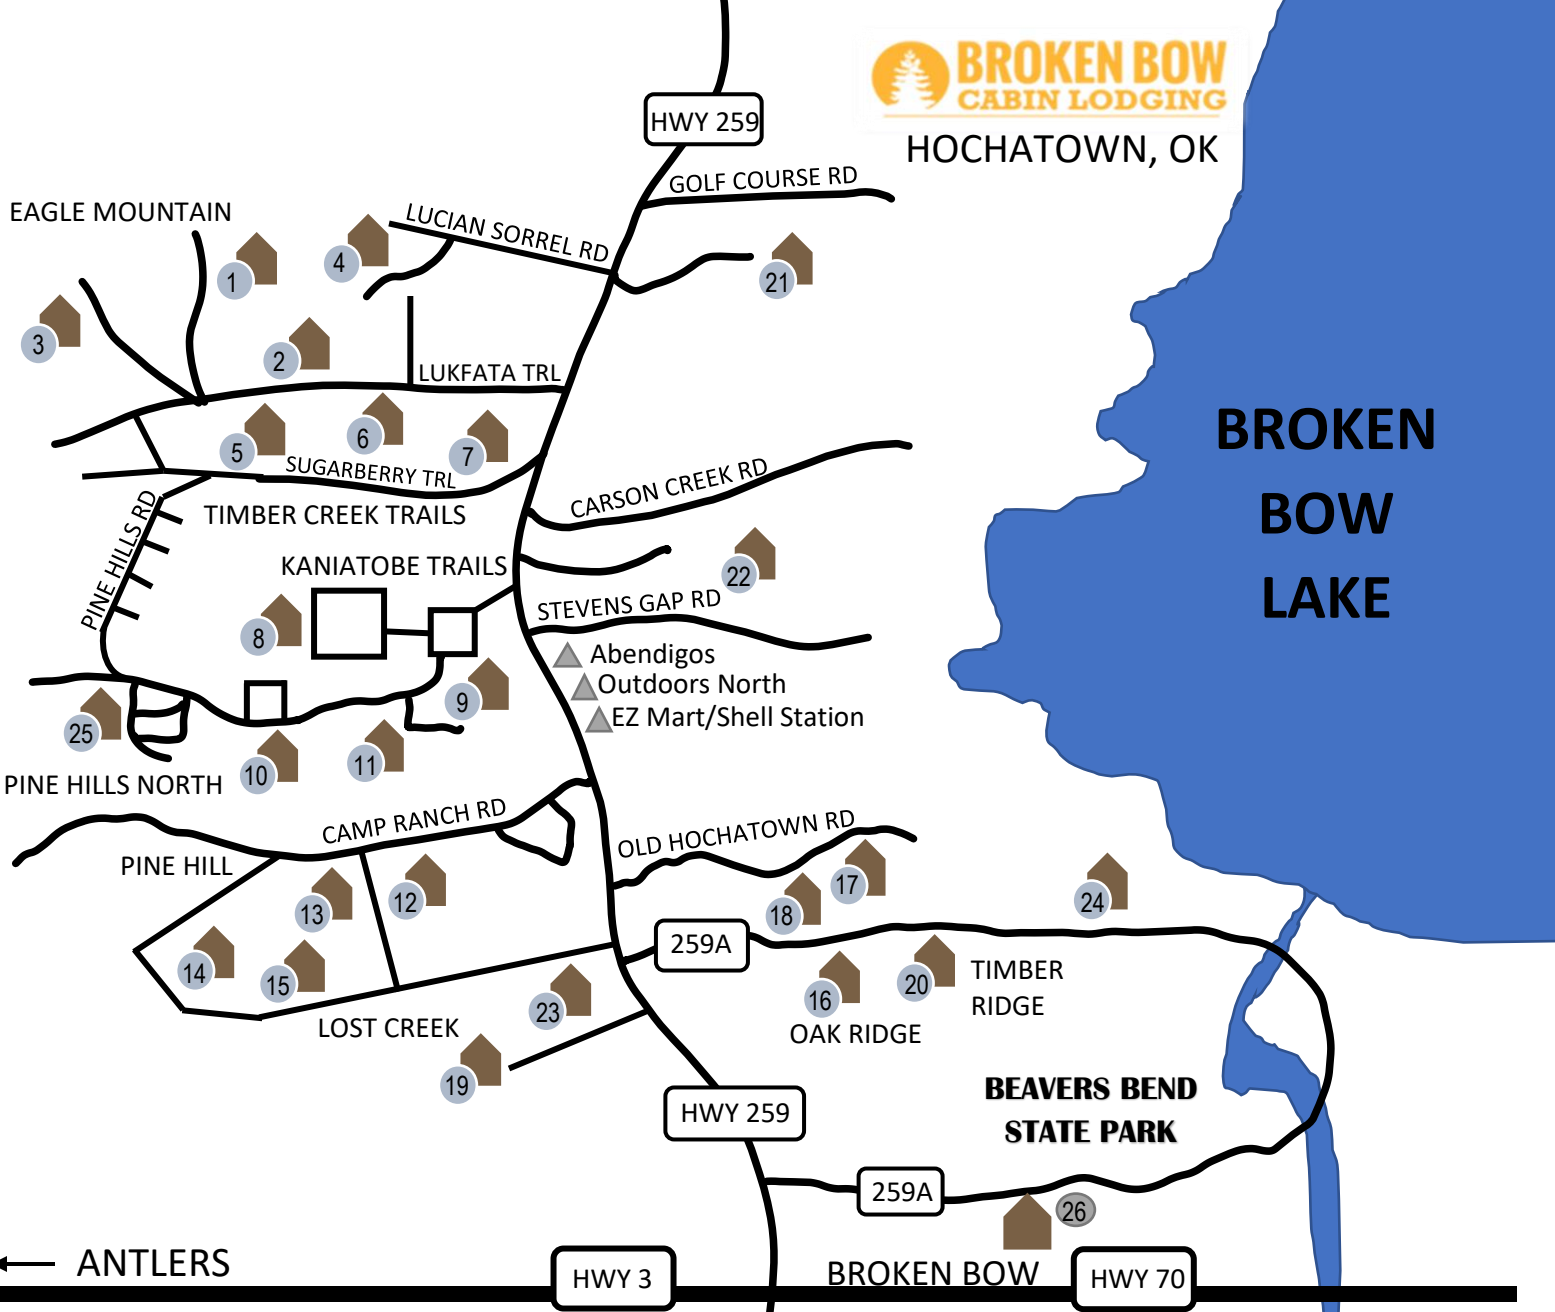 BROKEN BOW
CABIN LODGING
HOCHATOWN, OK
HWY 259
GOLF COURSE RD
EAGLE MOUNTAIN
LUCIAN SORREL RD
1
4
21
3
2
LUKFATA TRL
5
6
7
SUGARBERRY TRL
CARSON CREEK RD
BROKEN
BOW
LAKE
PINE HILLS RD
TIMBER CREEK TRAILS
KANIATOBE TRAILS
22
STEVENS GAP RD
8
Abendigos
Outdoors North
EZ Mart/Shell Station
9
25
10
11
PINE HILLS NORTH
CAMP RANCH RD
OLD HOCHATOWN RD
PINE HILL
13
12
17
18
24
259A
14
15
16
20
TIMBER
RIDGE
OAK RIDGE
23
LOST CREEK
19
HWY 259
BEAVERS BEND
STATE PARK
259A
26
ANTLERS
HWY 3
BROKEN BOW
HWY 70